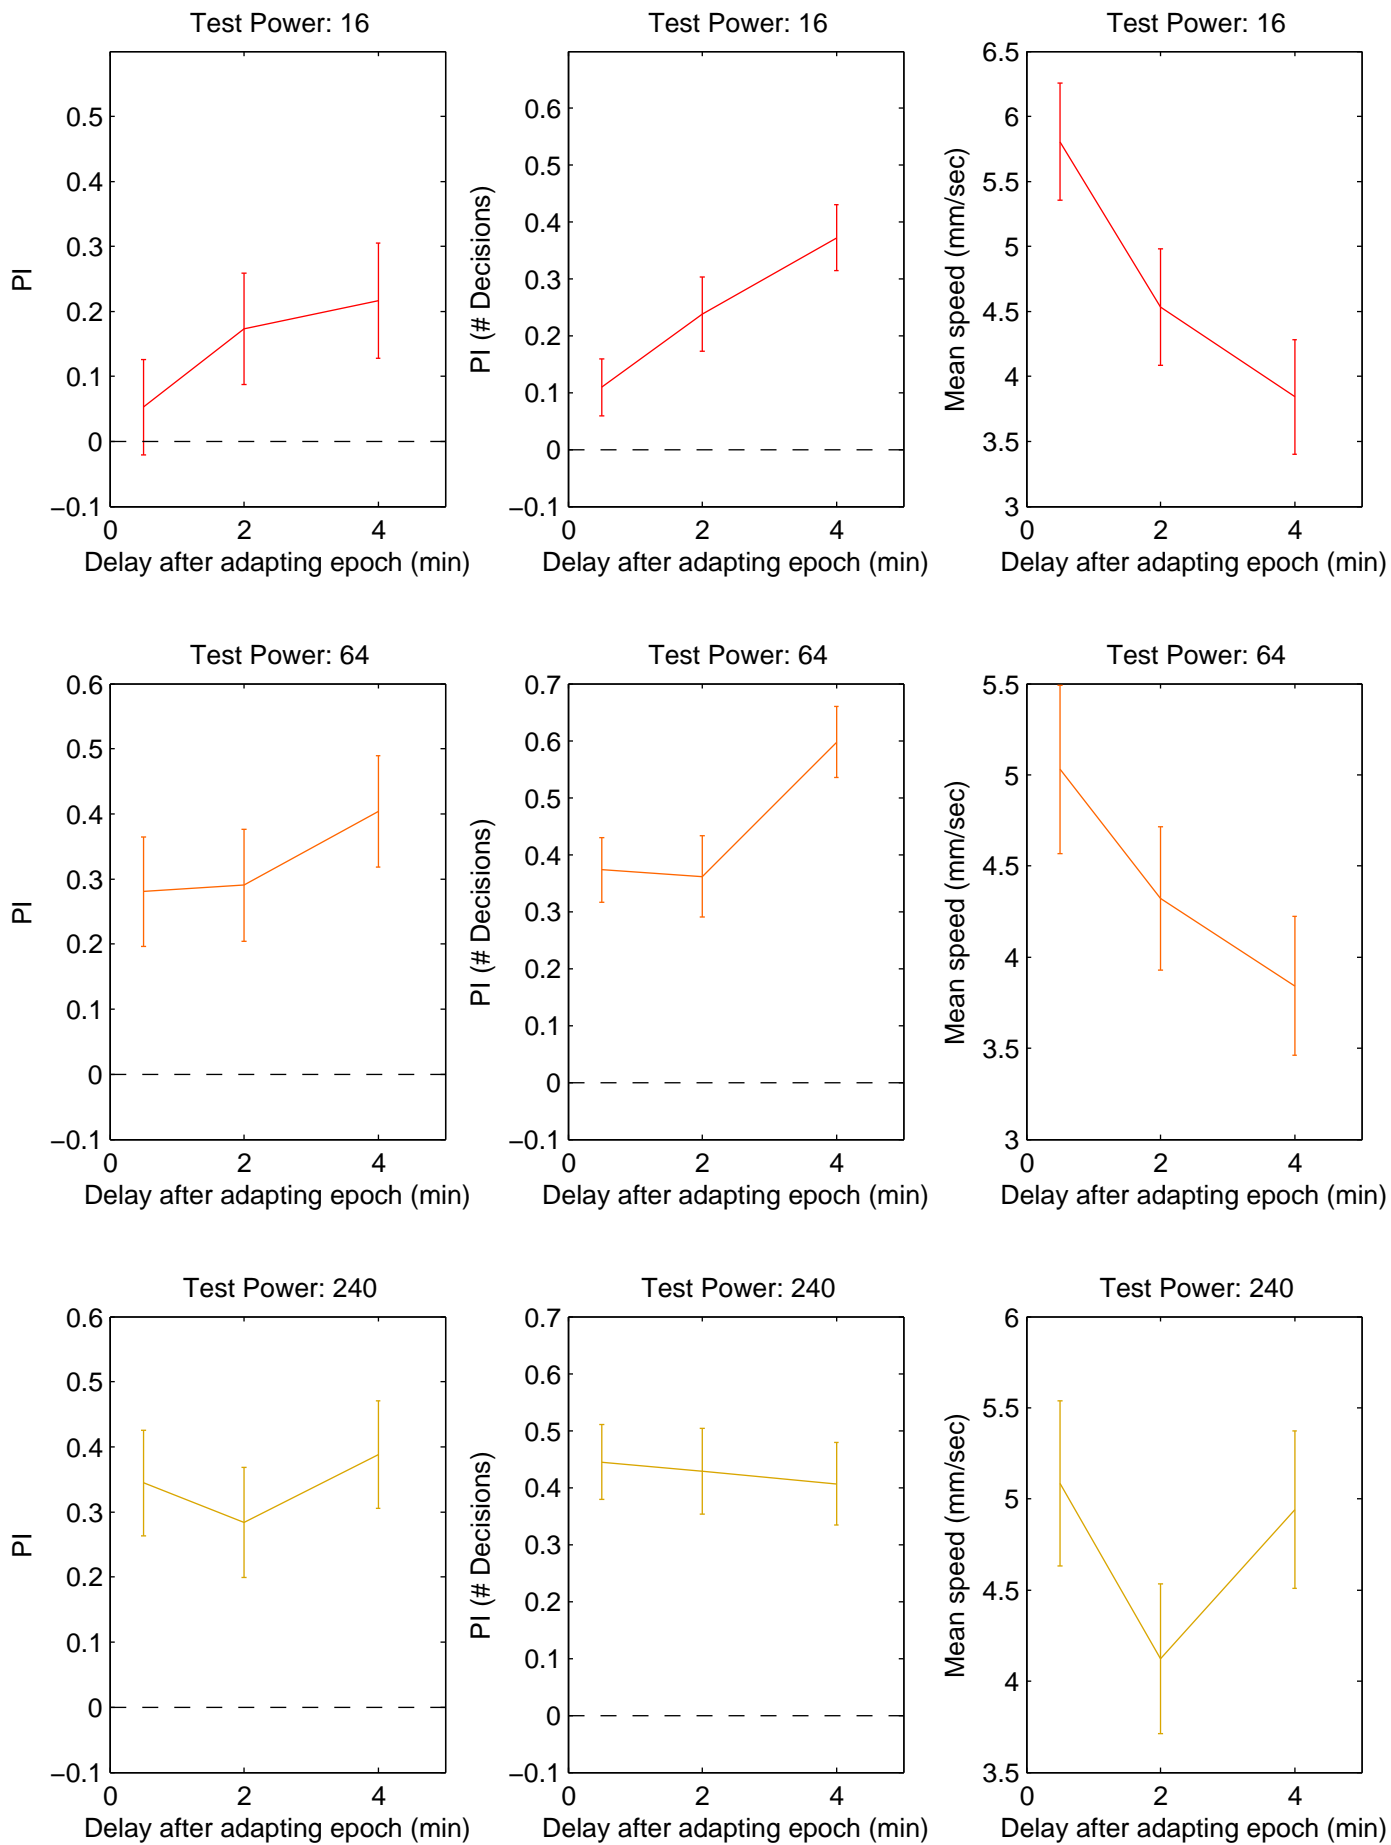 Test Power: 16
0.5
0.4
0.3
0.2
0.1
0
−0.1
PI
0 2 4
Delay after adapting epoch (min)
Test Power: 16
0.6
0.5
0.4
0.3
0.2
0.1
0
−0.1
PI (# Decisions)
0 2 4
Delay after adapting epoch (min)
Test Power: 16
6.5
6
5.5
5
4.5
4
3.5
3
Mean speed (mm/sec)
0 2 4
Delay after adapting epoch (min)
Test Power: 64
0.6
0.5
0.4
0.3
0.2
0.1
0
−0.1
PI
0 2 4
Delay after adapting epoch (min)
Test Power: 64
0.7
0.6
0.5
0.4
0.3
0.2
0.1
0
−0.1
PI (# Decisions)
0 2 4
Delay after adapting epoch (min)
Test Power: 64
5.5
5
4.5
4
3.5
3
Mean speed (mm/sec)
0 2 4
Delay after adapting epoch (min)
Test Power: 240
0.6
0.5
0.4
0.3
0.2
0.1
0
−0.1
PI
0 2 4
Delay after adapting epoch (min)
Test Power: 240
0.7
0.6
0.5
0.4
0.3
0.2
0.1
0
−0.1
PI (# Decisions)
0 2 4
Delay after adapting epoch (min)
Test Power: 240
6
5.5
5
4.5
4
3.5
Mean speed (mm/sec)
0 2 4
Delay after adapting epoch (min)